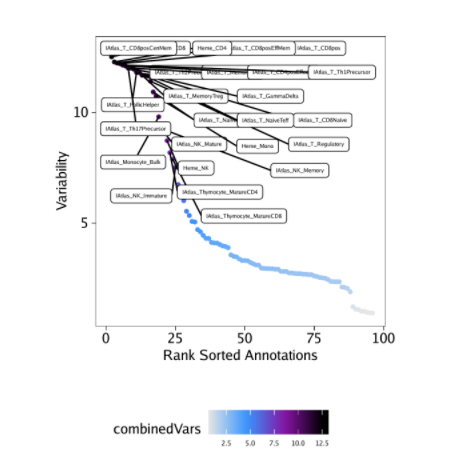 IAtlas_T_CD8posCenMem
Heme_CD4
IAtlas_T_CD8posEffMem
IAtlas_T_CD8pos
IAtlas_T_Th1Precursor
IAtlas_T_MemoryTreg
IAtlas_T_GammaDelta
IAtlas_T_FollicHelper
IAtlas_T_NaiveTeff
IAtlas_T_CD8Naive
IAtlas_T_Th17Precursor
IAtlas_NK_Mature
Heme_Mono
IAtlas_T_Regulatory
IAtlas_Monocyte_Bulk
Heme_NK
IAtlas_NK_Memory
IAtlas_NK_Immature
IAtlas_Thymocyte_MatureCD4
IAtlas_Thymocyte_MatureCD8
10
5
Variability
0 25 50 75 100
Rank Sorted Annotations
combinedVars
2.5 5.0 7.5 10.0 12.5